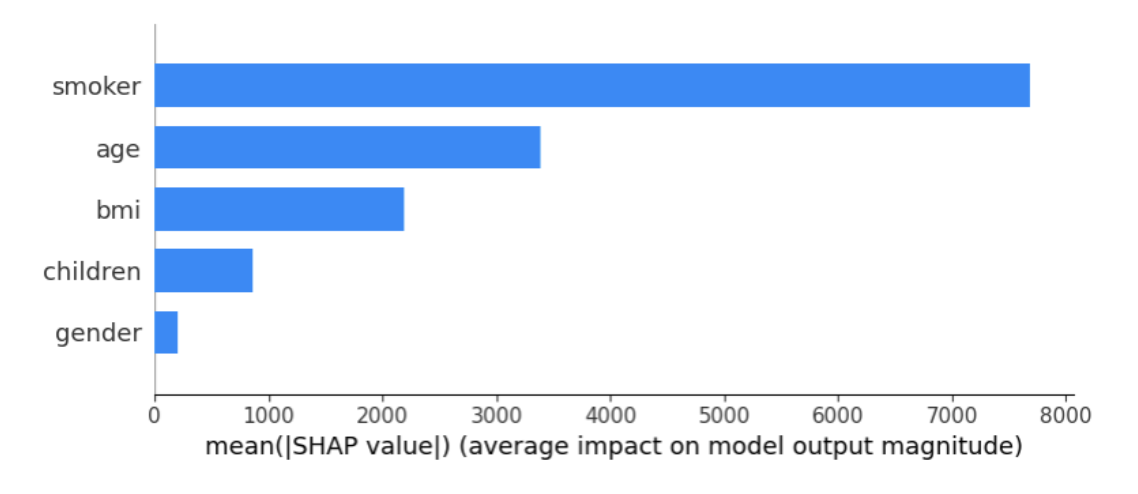 smoker
age
bmi
children
gender
0 1000 2000 3000 4000 5000 6000 7000 8000
mean(|SHAP value|) (average impact on model output magnitude)